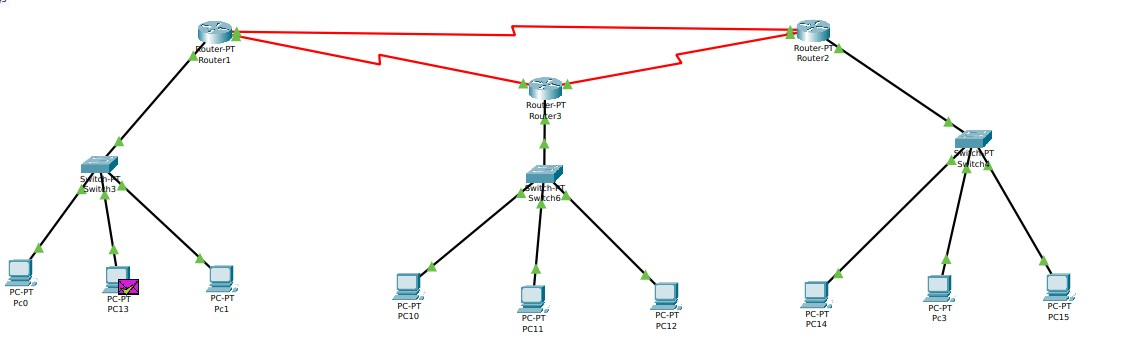 Router-PT
Router1
Router-PT
Router2
Router-PT
Router3
Switch-PT
Switch3
Switch-PT
Switch6
Switch-PT
Switch4
PC-PT
Pc0
PC-PT
PC13
PC-PT
Pc1
PC-PT
PC10
PC-PT
PC11
PC-PT
PC12
PC-PT
PC14
PC-PT
Pc3
PC-PT
PC15